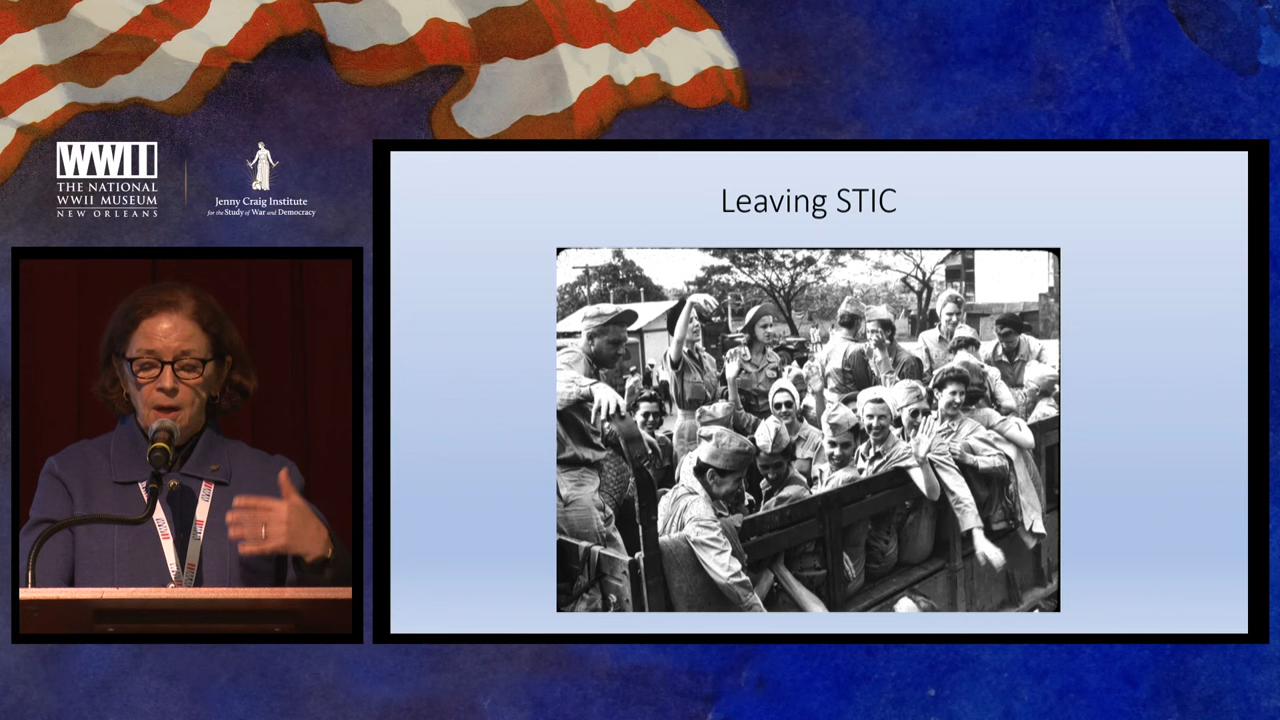 WWII
THE NATIONAL
WWII MUSEUM
NEW ORLEANS
Jenny Craig Institute
for the Study of War and Democracy
Leaving STIC